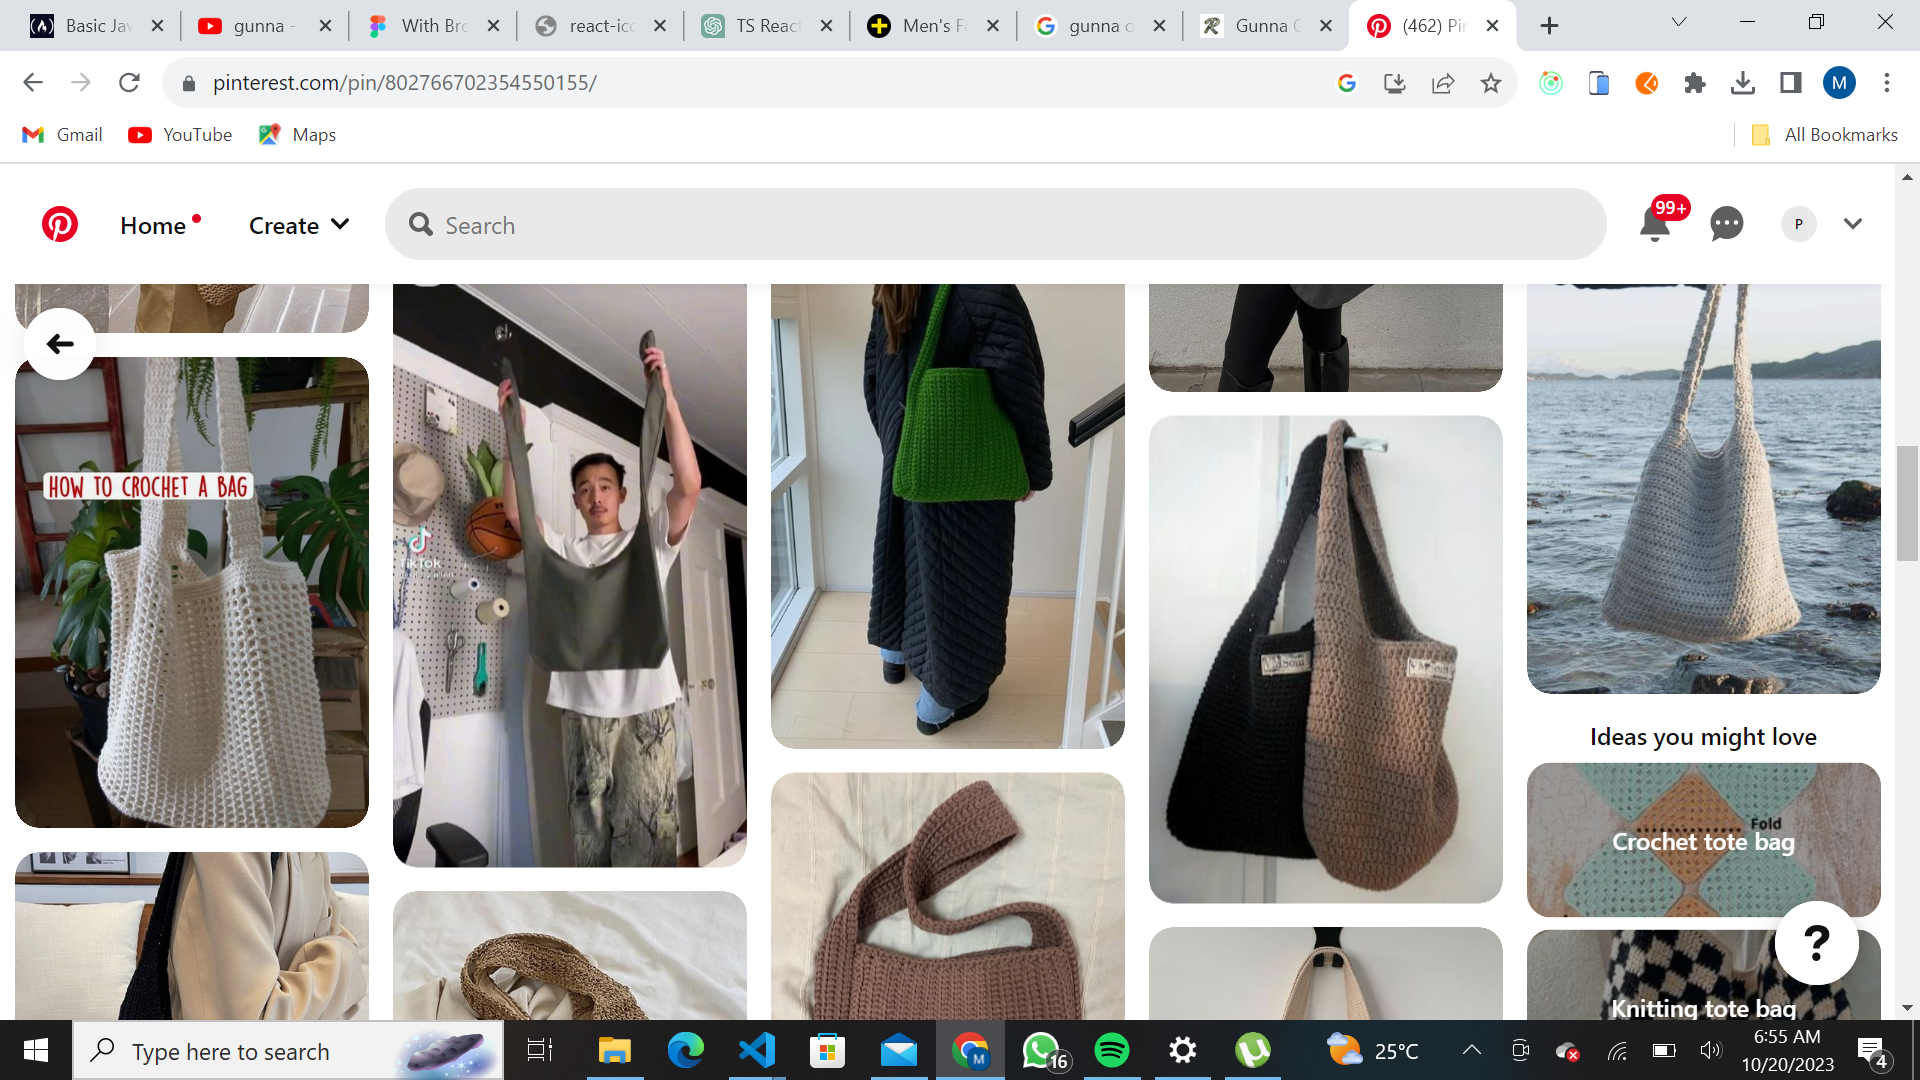 Basic Jav
gunna -
With Bro
react-ico
TS React
Men's Fe
gunna o
Gunna C
(462) Pin
pinterest.com/pin/802766702354550155/
M
Gmail
YouTube
Maps
All Bookmarks
Home
Create
Search
99+
P
HOW TO CROCHET A BAG
TikTok
Ideas you might love
Fold
Crochet tote bag
Knitting tote bag
?
Type here to search
M
16
25°C
6:55 AM
10/20/2023
4